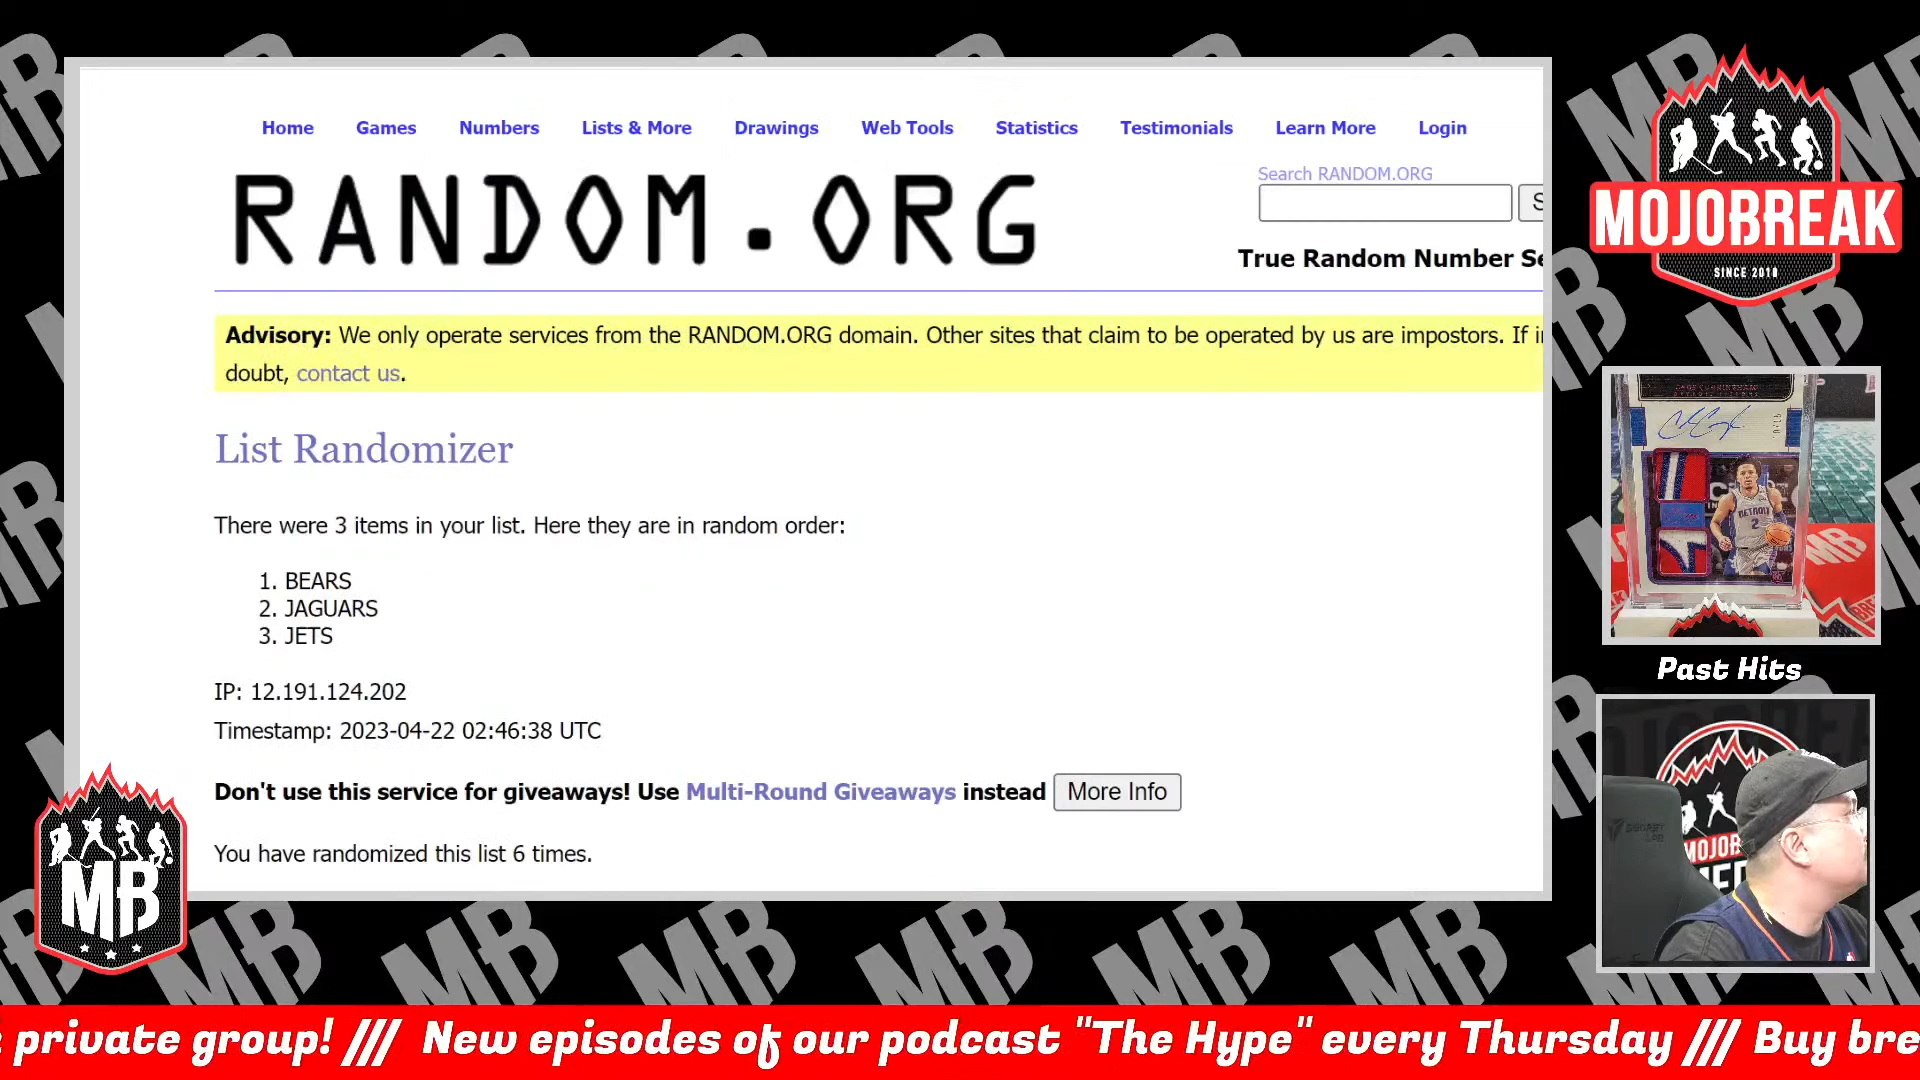 Home Games Numbers Lists & More Drawings Web Tools Statistics Testimonials Learn More Login
RANDOM.ORG
Search RANDOM.ORG
True Random Number Se
Advisory: We only operate services from the RANDOM.ORG domain. Other sites that claim to be operated by us are impostors. If in
doubt, contact us.
List Randomizer
There were 3 items in your list. Here they are in random order:
1. BEARS
2. JAGUARS
3. JETS
IP: 12.191.124.202
Timestamp: 2023-04-22 02:46:38 UTC
Don't use this service for giveaways! Use Multi-Round Giveaways instead More Info
You have randomized this list 6 times.
MOJOBREAK
SINCE 2010
DETROIT
2
MB
Past Hits
MOJOB
MB
private group! /// New episodes of our podcast "The Hype" every Thursday /// Buy bre